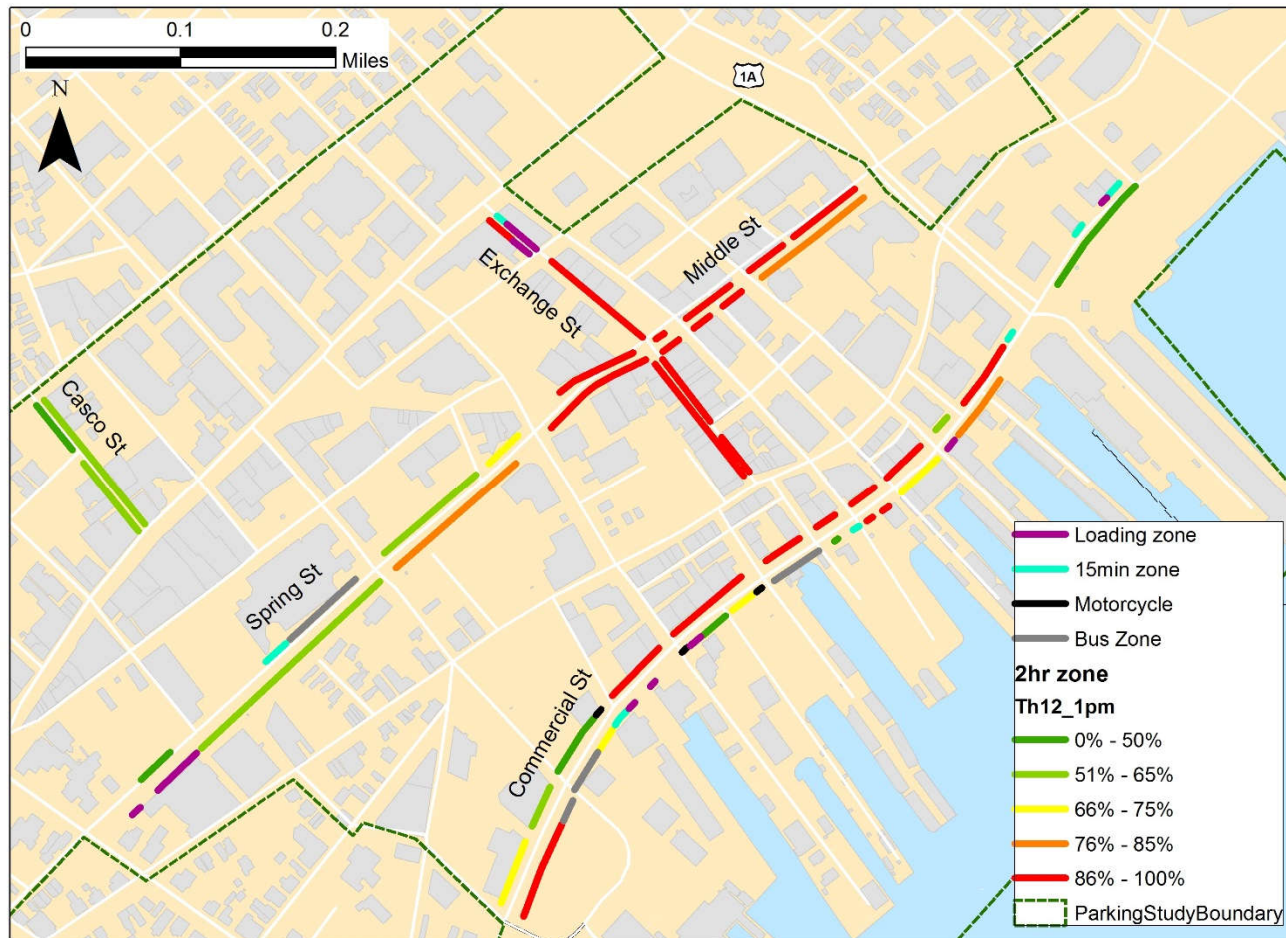 0 0.1 0.2
Miles
N
1A
Middle St
Exchange St
Casco St
Spring St
Commercial St
Loading zone
15min zone
Motorcycle
Bus Zone
2hr zone
Th12_1pm
0% - 50%
51% - 65%
66% - 75%
76% - 85%
86% - 100%
ParkingStudyBoundary